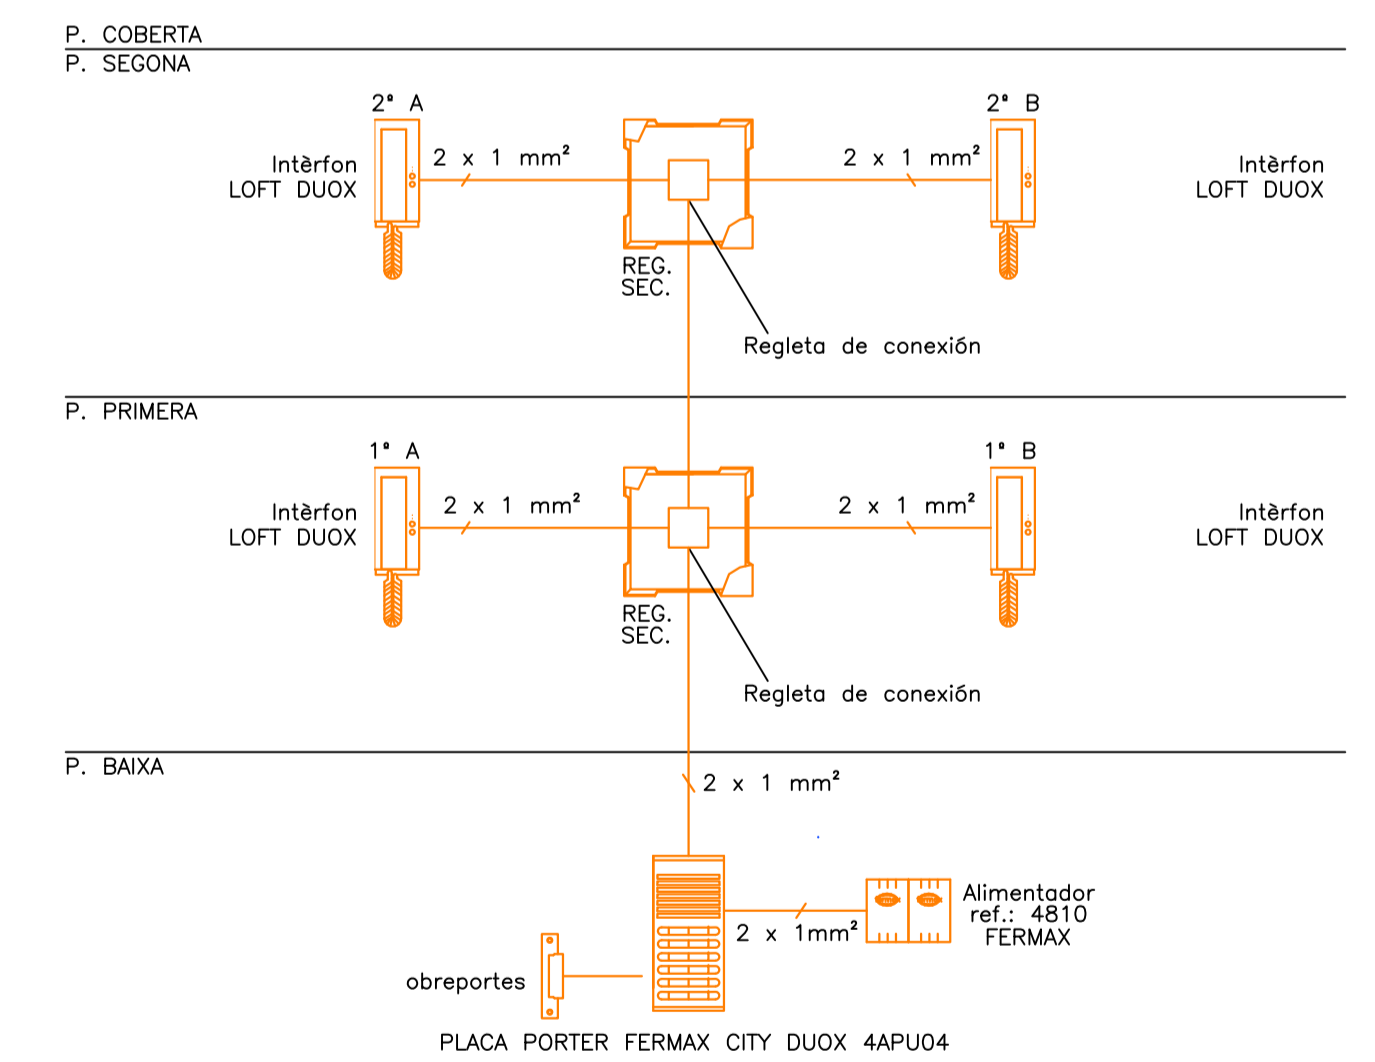 P. COBERTA
P. SEGONA
2ª A
2ª B
Intèrfon
LOFT DUOX
2 x 1 mm²
2 x 1 mm²
Intèrfon
LOFT DUOX
REG.
SEC.
Regleta de conexión
P. PRIMERA
1ª A
1ª B
Intèrfon
LOFT DUOX
2 x 1 mm²
2 x 1 mm²
Intèrfon
LOFT DUOX
REG.
SEC.
Regleta de conexión
P. BAIXA
2 x 1 mm²
Alimentador
ref.: 4810
FERMAX
2 x 1mm²
obreportes
PLACA PORTER FERMAX CITY DUOX 4APU04